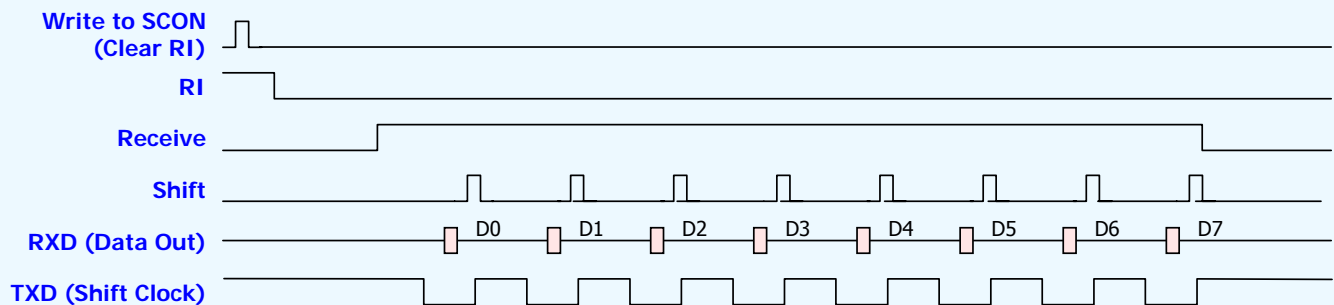 Write to SCON
(Clear RI)
RI
Receive
Shift
RXD (Data Out) D0 D1 D2 D3 D4 D5 D6 D7
TXD (Shift Clock)